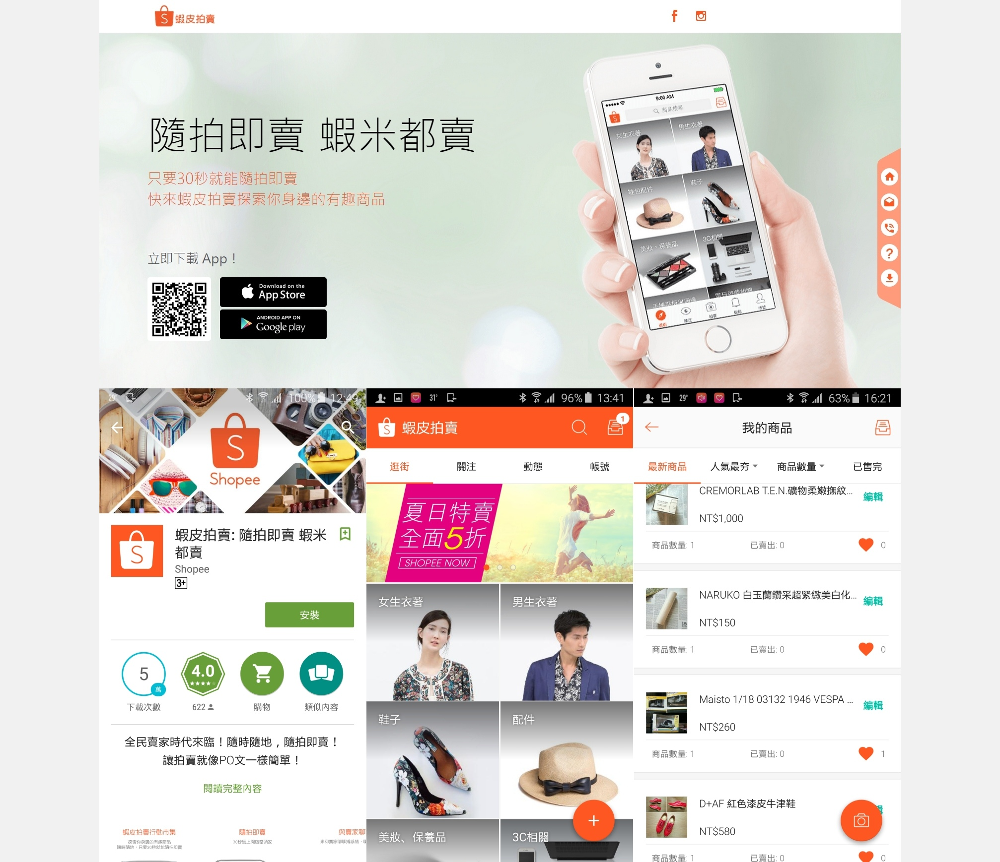 蝦皮拍賣
隨拍即賣 蝦米都賣
只要30秒就能隨拍即賣
快來蝦皮拍賣探索你身邊的有趣商品
立即下載 App！
Download on the
App Store
ANDROID APP ON
Google play
9:00 AM
商品搜尋
女生衣著
男生衣著
鞋包配件
鞋子
美妝、保養品
3C相關
29°
100%
12:49
S
Shopee
蝦皮拍賣: 隨拍即賣 蝦米
都賣
Shopee
3+
安裝
5
萬
下載次數
4.0
622
購物
類似內容
全民賣家時代來臨！隨時隨地，隨拍即賣！
讓拍賣就像PO文一樣簡單！
閱讀完整內容
蝦皮拍賣行動市集
探索你身邊的有趣商品
隨時隨地，只要30秒就能隨拍即賣
隨拍即賣
30秒馬上開店當頭家
與賣家聊
31°
96%
13:41
蝦皮拍賣
1
逛街
關注
動態
帳號
夏日特賣
全面5折
SHOPEE NOW
女生衣著
男生衣著
鞋子
配件
美妝、保養品
3C相關
29°
63%
16:21
我的商品
最新商品
人氣最夯
商品數量
已售完
CREMORLAB T.E.N.礦物柔嫩撫紋...
編輯
NT$1,000
商品數量: 1
已賣出: 0
0
NARUKO 白玉蘭鑽采超緊緻美白化...
編輯
NT$150
商品數量: 1
已賣出: 0
0
Maisto 1/18 03132 1946 VESPA ...
編輯
NT$260
商品數量: 1
已賣出: 0
1
D+AF 紅色漆皮牛津鞋
NT$580
商品數量: 1
已賣出: 0
0